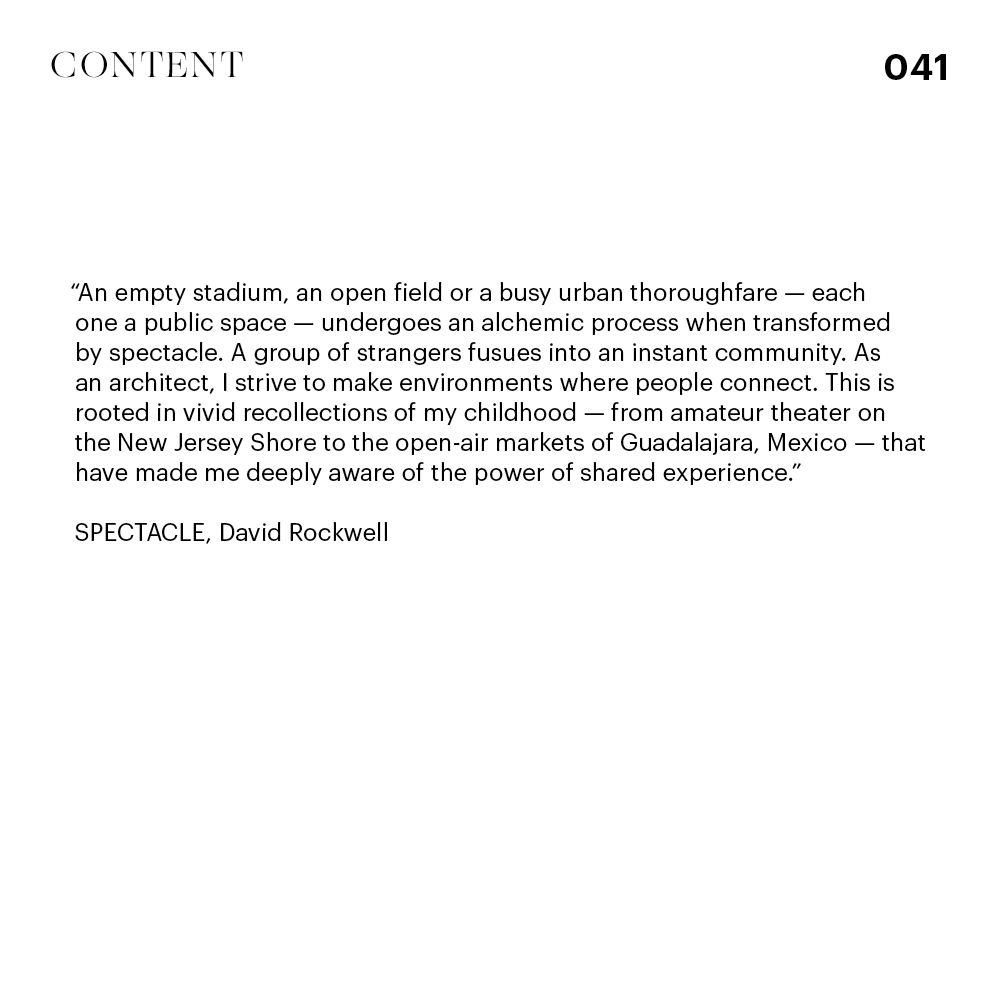 CONTENT
041
“An empty stadium, an open field or a busy urban thoroughfare — each
one a public space — undergoes an alchemic process when transformed
by spectacle. A group of strangers fusues into an instant community. As
an architect, I strive to make environments where people connect. This is
rooted in vivid recollections of my childhood — from amateur theater on
the New Jersey Shore to the open-air markets of Guadalajara, Mexico — that
have made me deeply aware of the power of shared experience.”
SPECTACLE, David Rockwell